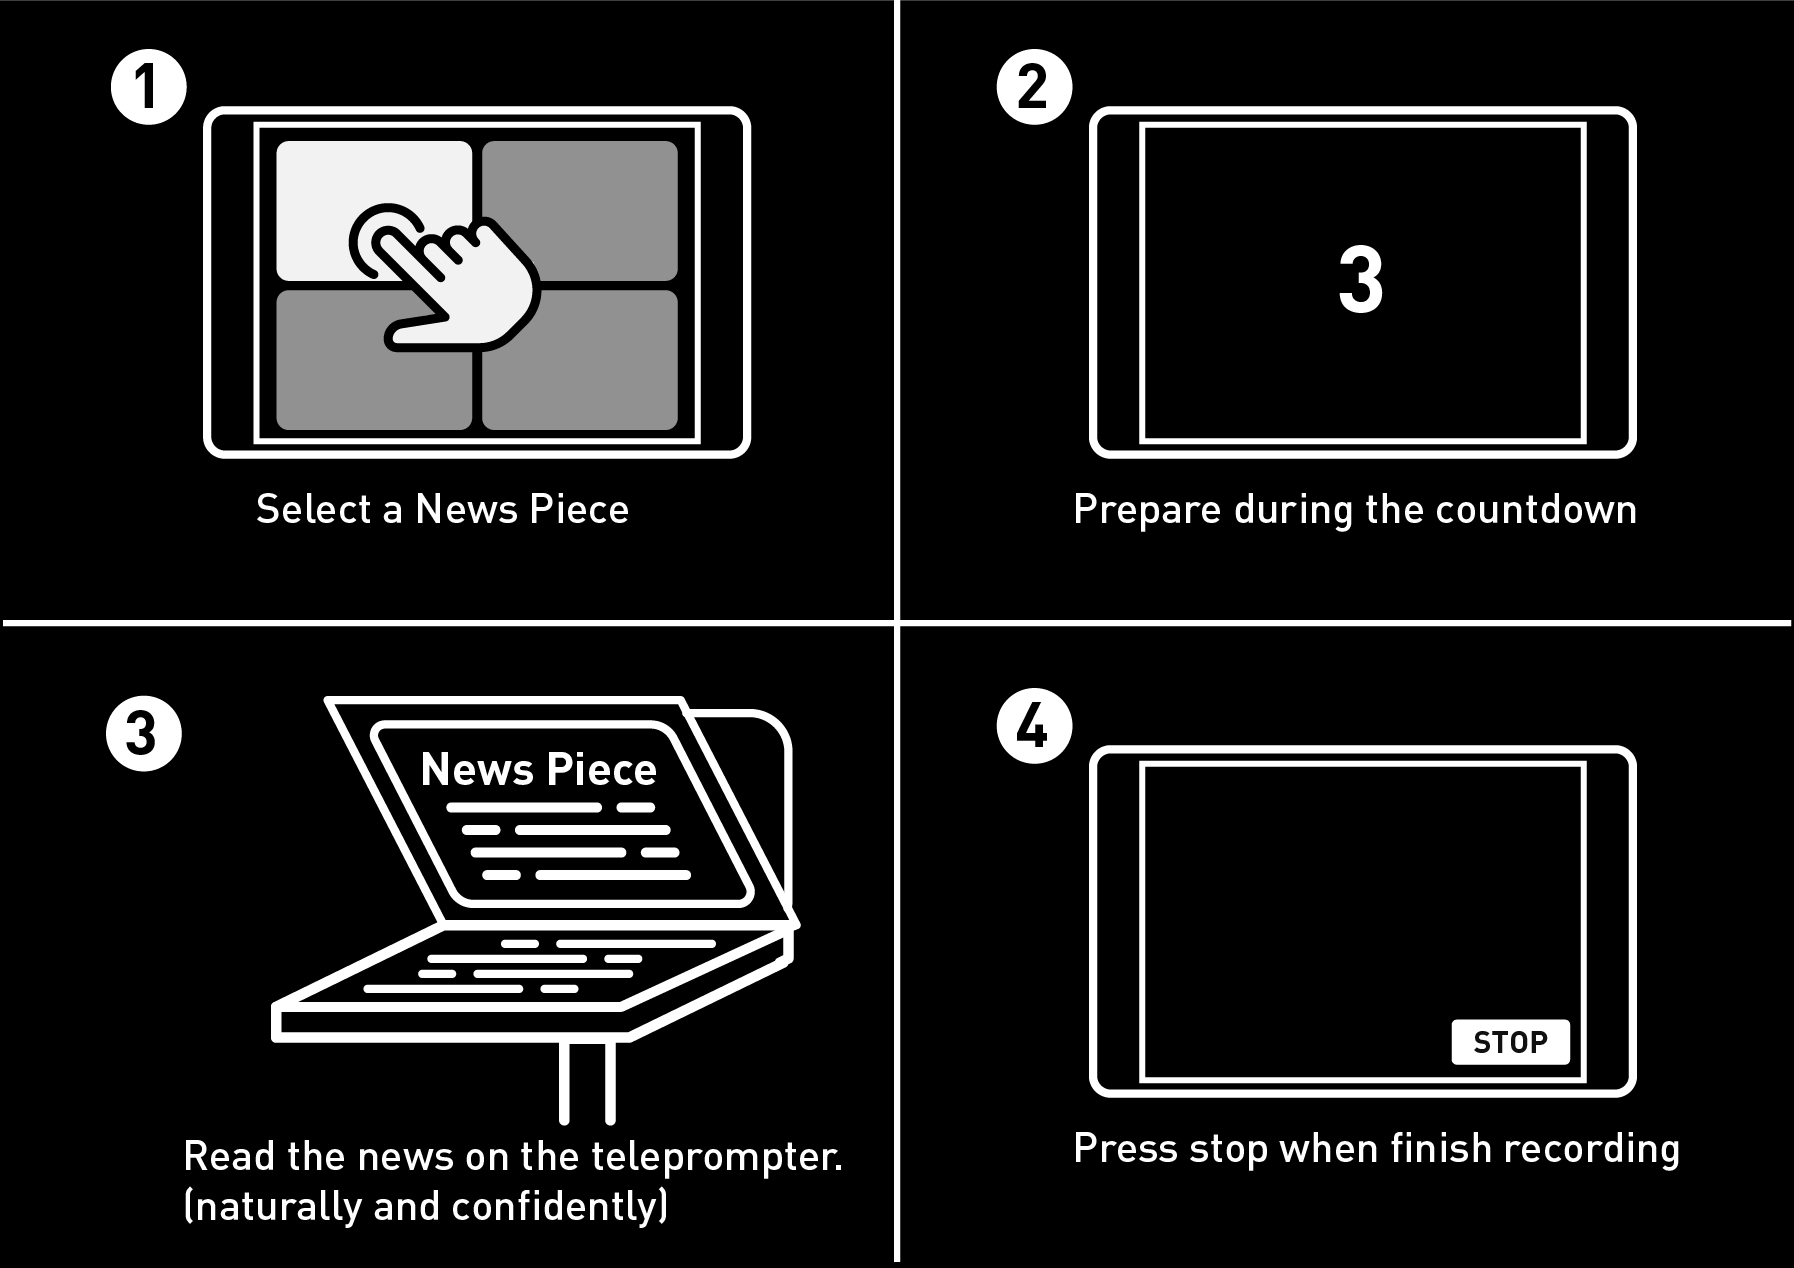 1
Select a News Piece
2
3
Prepare during the countdown
3
News Piece
Read the news on the teleprompter.
(naturally and confidently)
4
STOP
Press stop when finish recording